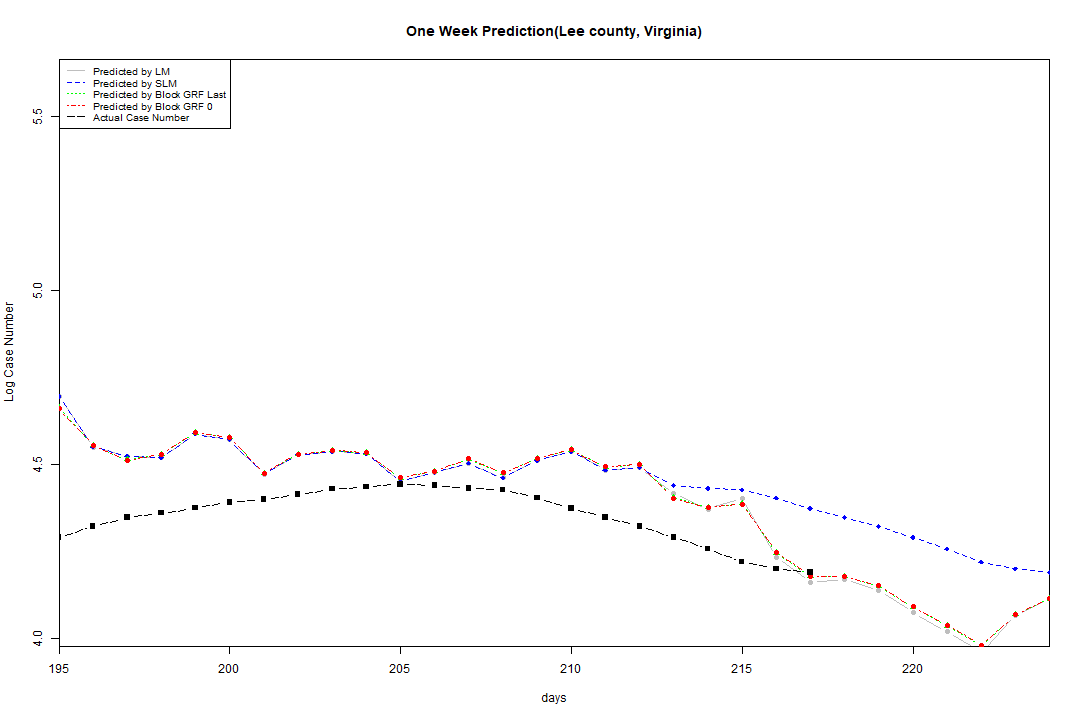 One Week Prediction(Lee county, Virginia)
Predicted by LM
Predicted by SLM
Predicted by Block GRF Last
Predicted by Block GRF 0
Actual Case Number
5.5
5.0
4.5
4.0
Log Case Number
195 200 205 210 215 220
days